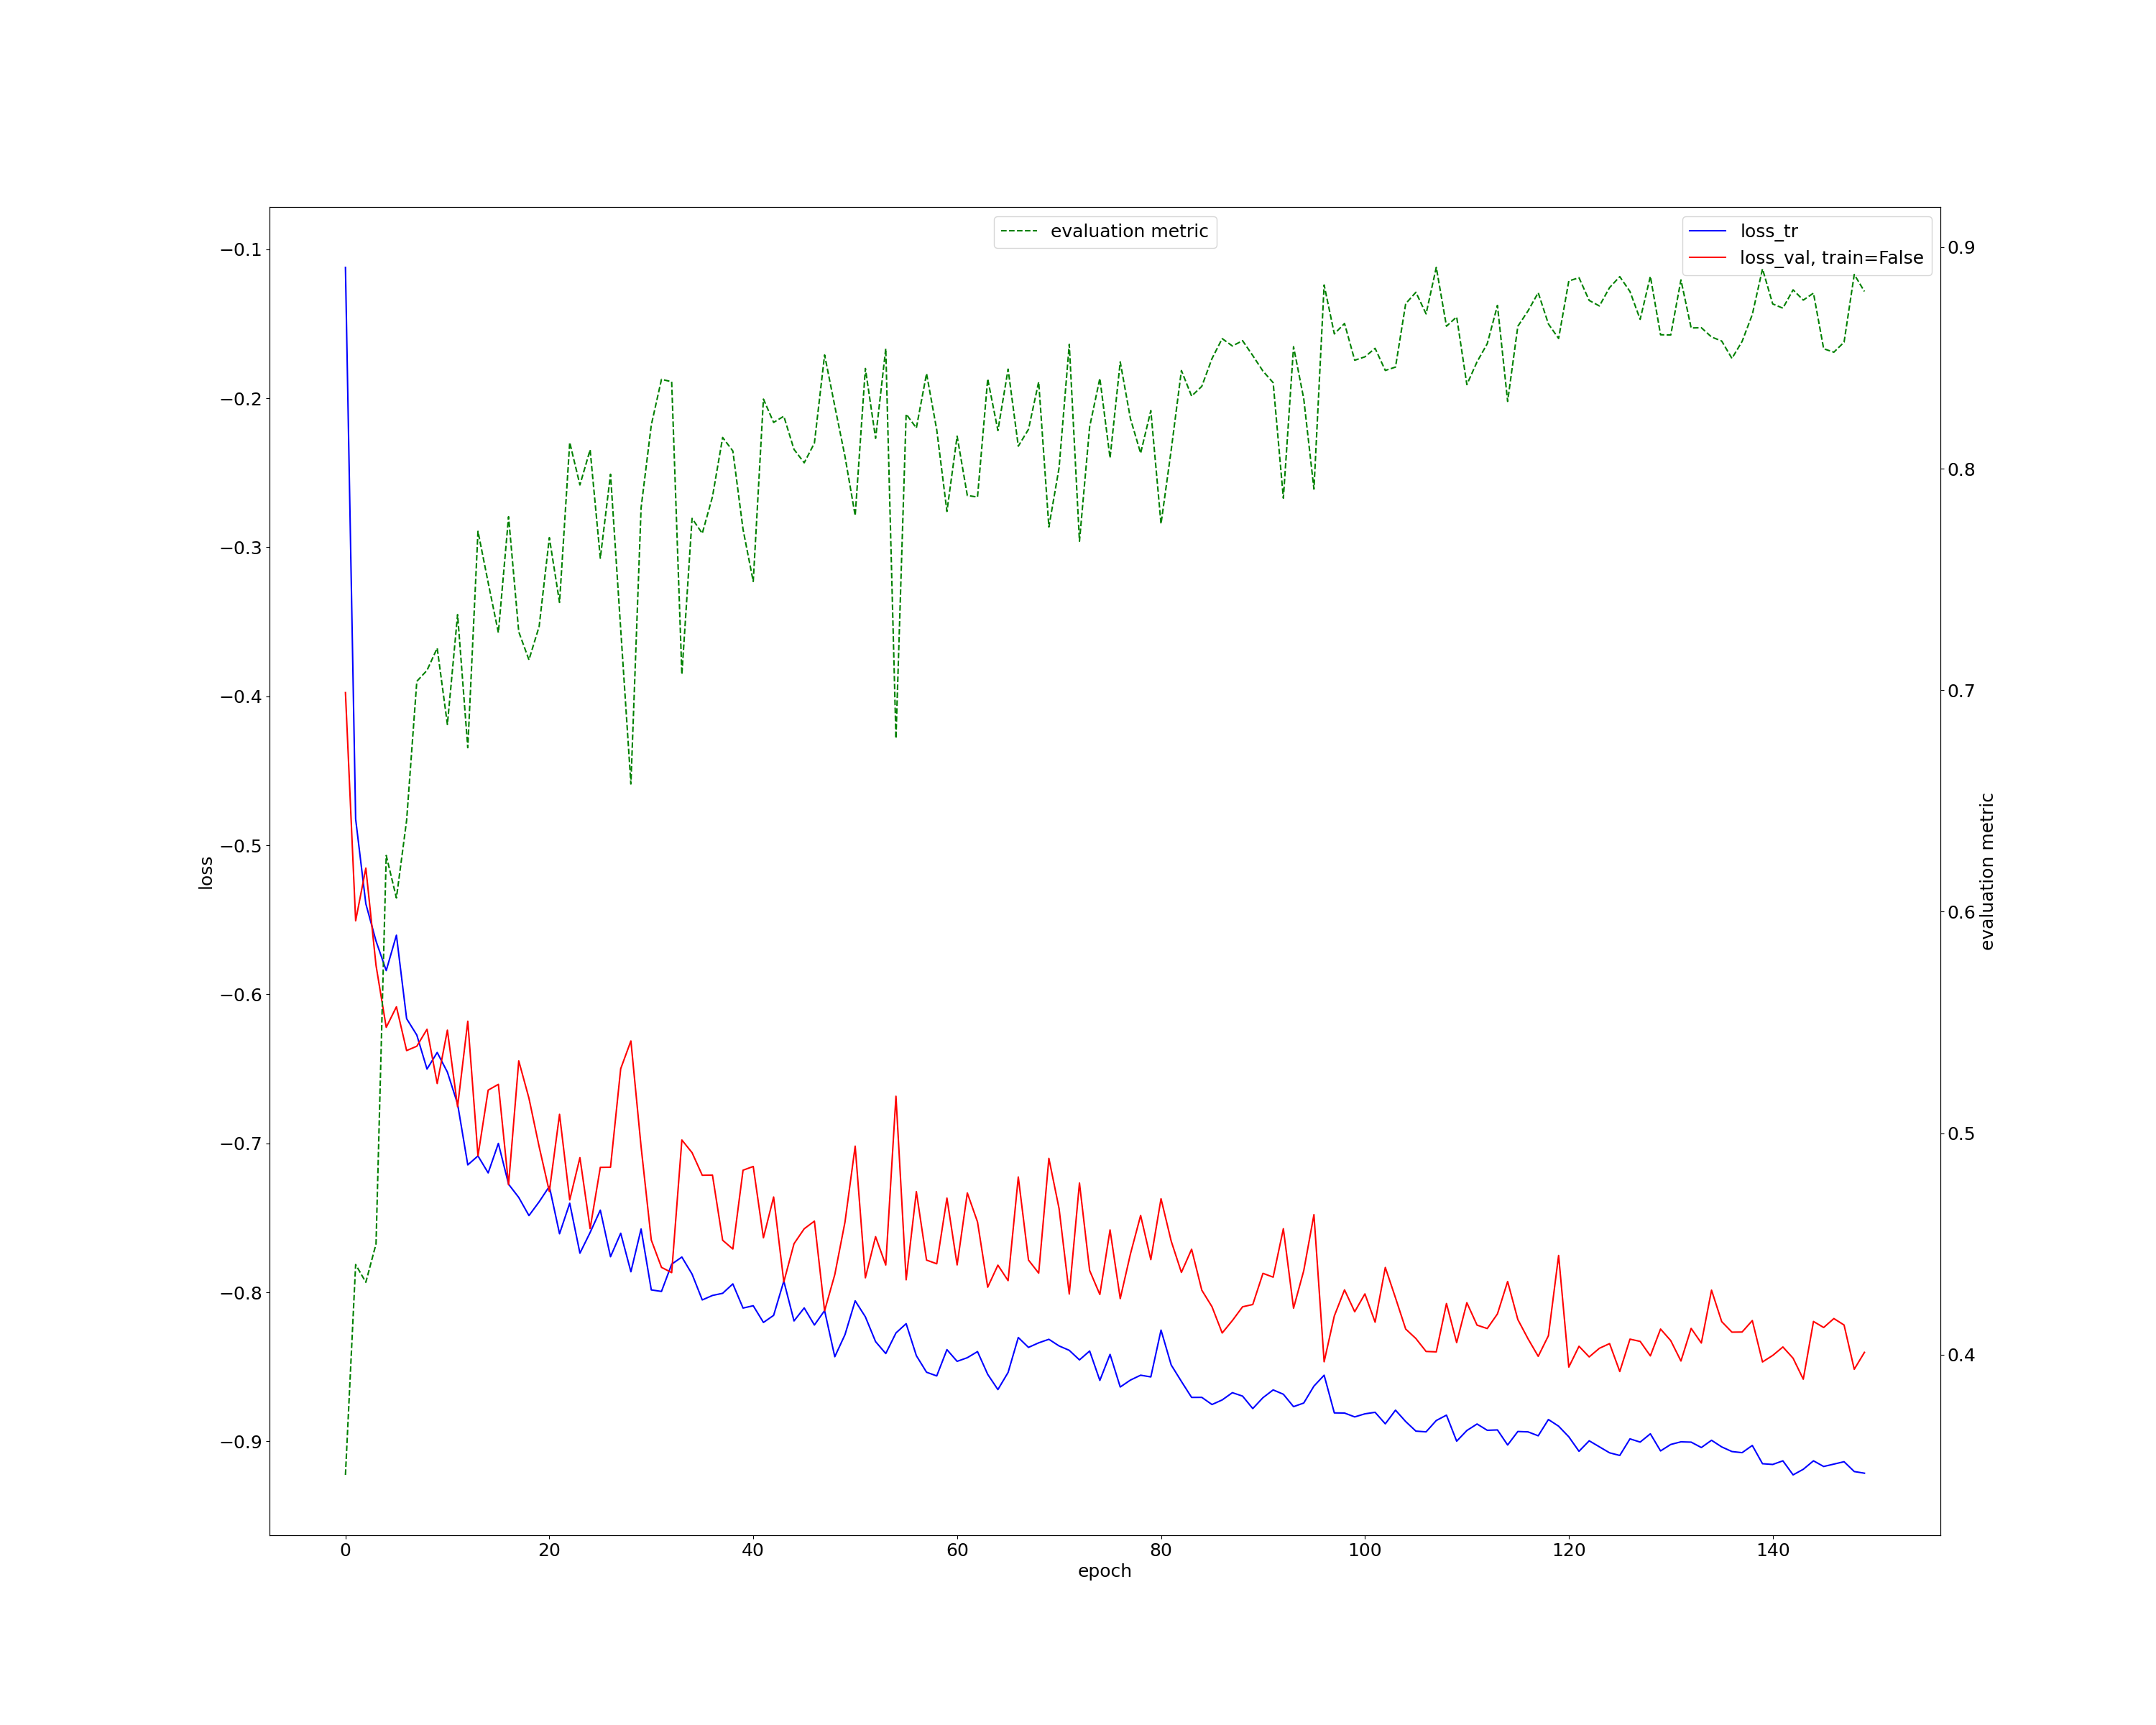 evaluation metric
loss_tr
loss_val, train=False
−0.1
−0.2
−0.3
−0.4
−0.5
−0.6
−0.7
−0.8
−0.9
loss
0.9
0.8
0.7
0.6
0.5
0.4
evaluation metric
0 20 40 60 80 100 120 140
epoch